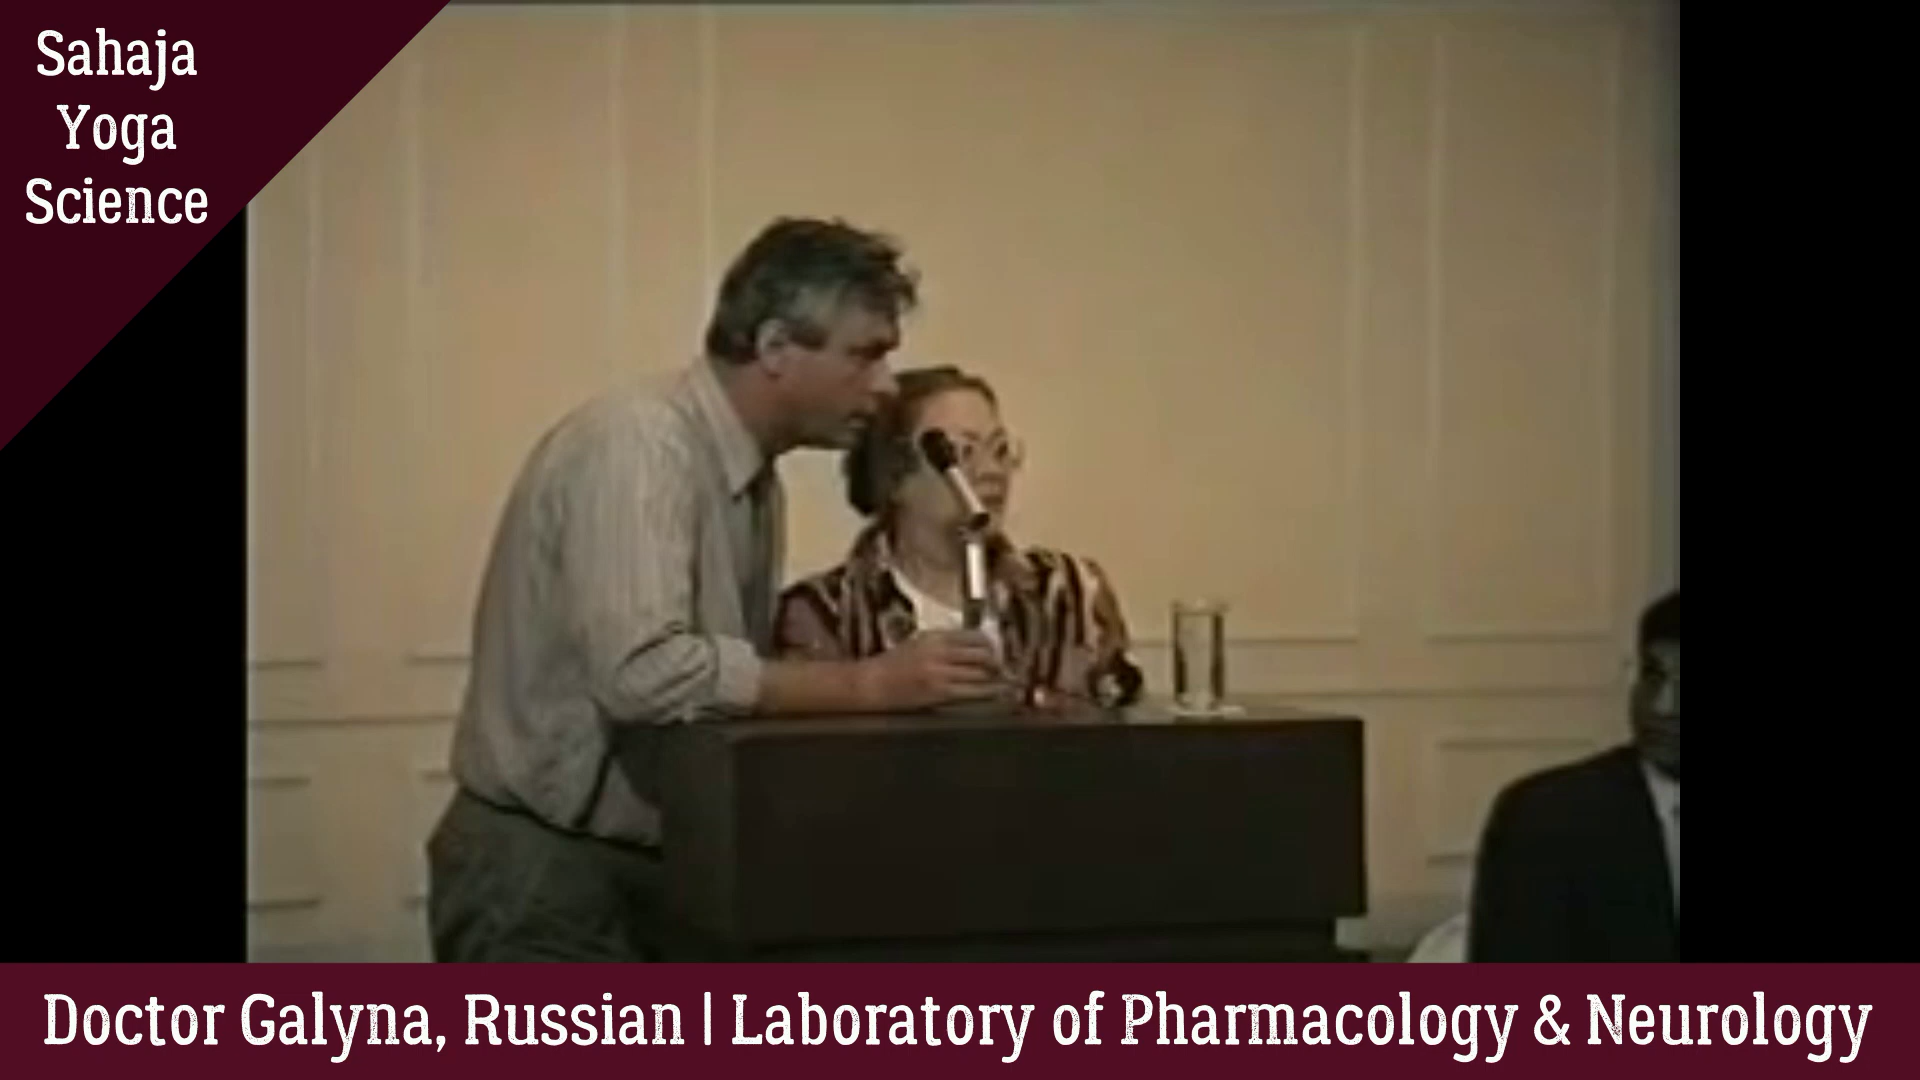 Sahaja
Yoga
Science
Doctor Galyna, Russian | Laboratory of Pharmacology & Neurology